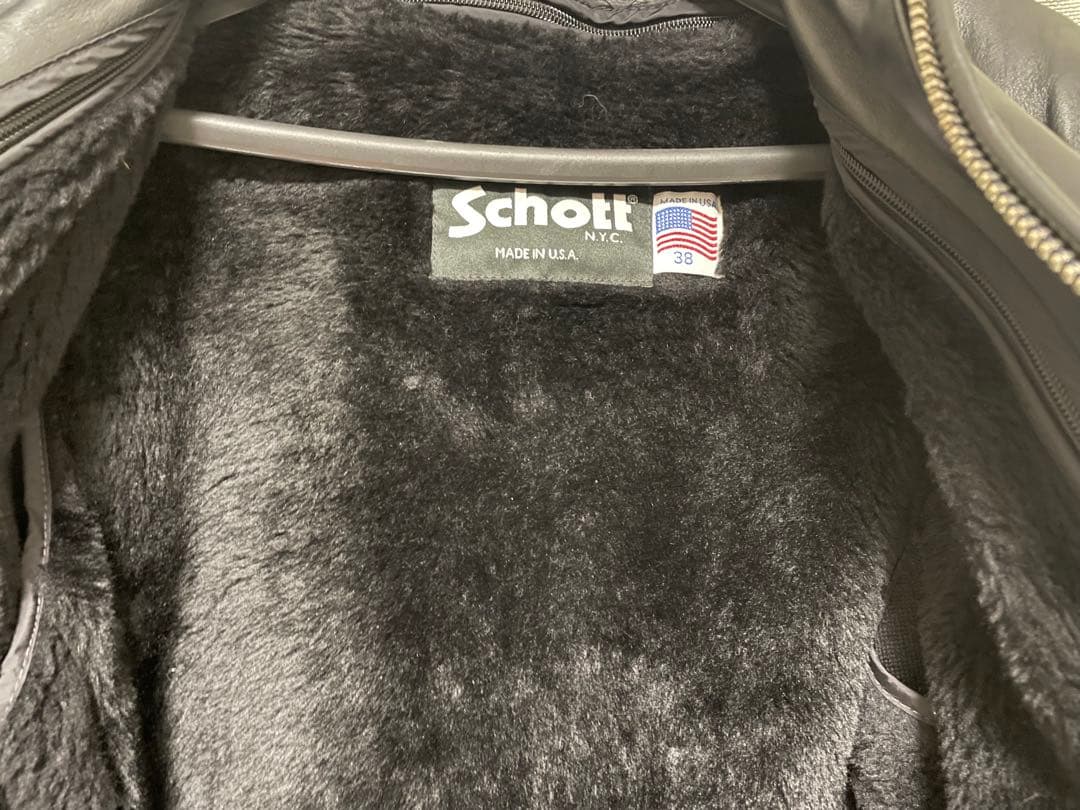 Schott®
N.Y.C.
MADE IN U.S.A.
MADE IN USA
38